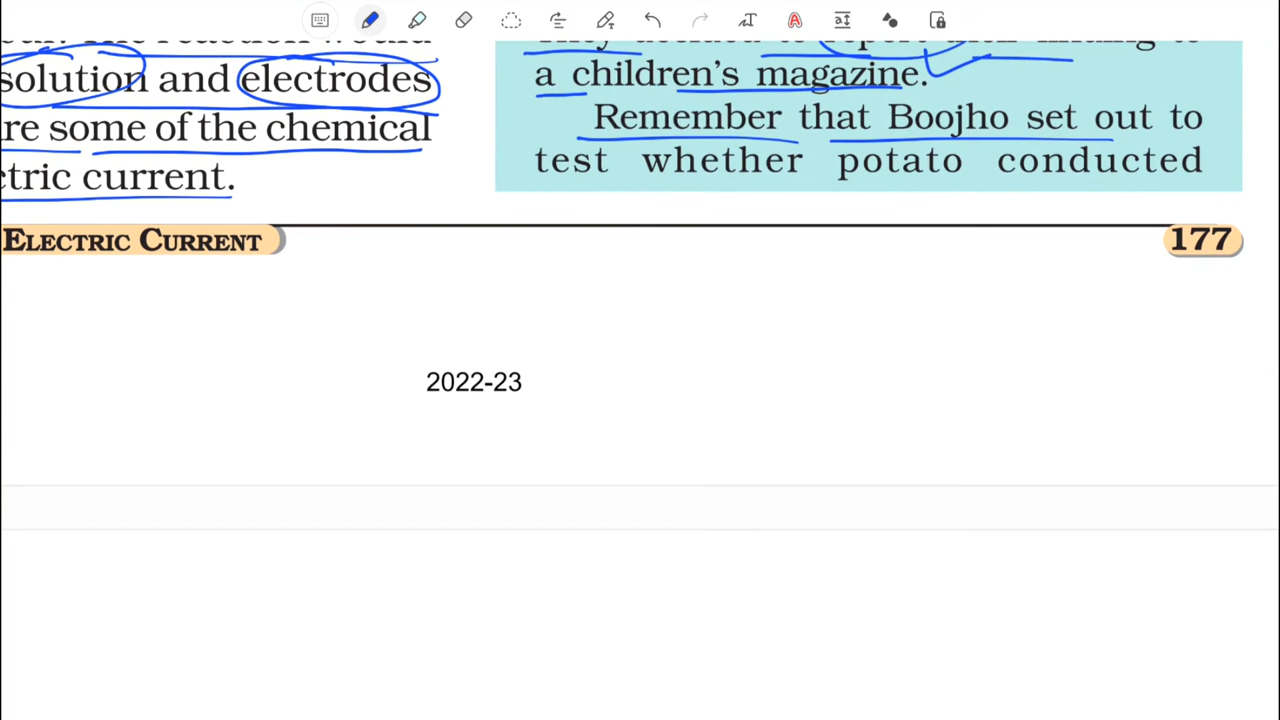 solution and electrodes
re some of the chemical
tric current.
a children's magazine.
Remember that Boojho set out to
test whether potato conducted
ELECTRIC CURRENT
177
2022-23